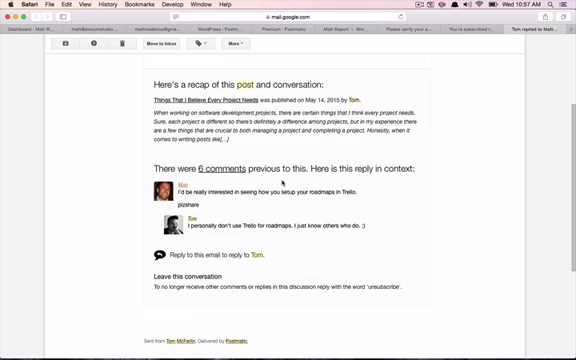 Safari File Edit View History Bookmarks Develop Window Help
Wed 10:57 AM
mail.google.com
Dashboard - Matt R...
WordPress - Postm...
Premium - Postmatic
Matt Report — Wor...
Please verify your a...
You're subscribed t...
Tom replied to Matt...
Move to Inbox
More
Here's a recap of this post and conversation:
Things That I Believe Every Project Needs was published on May 14, 2015 by Tom.
When working on software development projects, there are certain things that I think every project needs.
Sure, each project is different so there's definitely a difference among projects, but in my experience there
are a few things that are crucial to both managing a project and completing a project. Honestly, when it
comes to writing posts like[...]
There were 6 comments previous to this. Here is this reply in context:
Matt
I'd be really interested in seeing how you setup your roadmaps in Trello.
plzshare
Tom
I personally don't use Trello for roadmaps. I just know others who do. :)
Reply to this email to reply to Tom.
Leave this conversation
To no longer receive other comments or replies in this discussion reply with the word 'unsubscribe'.
Sent from Tom McFarlin. Delivered by Postmatic